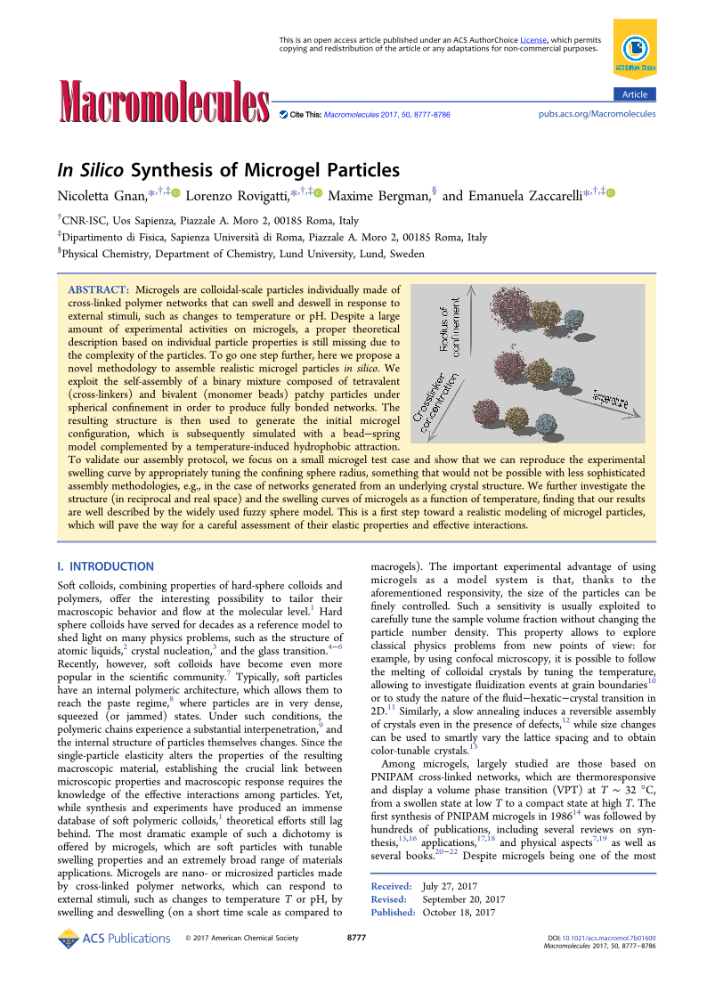 This is an open access article published under an ACS AuthorChoice License, which permits
copying and redistribution of the article or any adaptations for non-commercial purposes.
ACS Editors' Choice
Article
Macromolecules
Cite This: Macromolecules 2017, 50, 8777-8786
pubs.acs.org/Macromolecules
In Silico Synthesis of Microgel Particles
Nicoletta Gnan,*,†,‡ Lorenzo Rovigatti,*,†,‡ Maxime Bergman,§ and Emanuela Zaccarelli*,†,‡
†CNR-ISC, Uos Sapienza, Piazzale A. Moro 2, 00185 Roma, Italy
‡Dipartimento di Fisica, Sapienza Università di Roma, Piazzale A. Moro 2, 00185 Roma, Italy
§Physical Chemistry, Department of Chemistry, Lund University, Lund, Sweden
ABSTRACT: Microgels are colloidal-scale particles individually made of
cross-linked polymer networks that can swell and deswell in response to
external stimuli, such as changes to temperature or pH. Despite a large
amount of experimental activities on microgels, a proper theoretical
description based on individual particle properties is still missing due to
the complexity of the particles. To go one step further, here we propose a
novel methodology to assemble realistic microgel particles in silico. We
exploit the self-assembly of a binary mixture composed of tetravalent
(cross-linkers) and bivalent (monomer beads) patchy particles under
spherical confinement in order to produce fully bonded networks. The
resulting structure is then used to generate the initial microgel
configuration, which is subsequently simulated with a bead−spring
model complemented by a temperature-induced hydrophobic attraction.
Radius of
confinement
Crosslinker
concentration
Temperature
To validate our assembly protocol, we focus on a small microgel test case and show that we can reproduce the experimental
swelling curve by appropriately tuning the confining sphere radius, something that would not be possible with less sophisticated
assembly methodologies, e.g., in the case of networks generated from an underlying crystal structure. We further investigate the
structure (in reciprocal and real space) and the swelling curves of microgels as a function of temperature, finding that our results
are well described by the widely used fuzzy sphere model. This is a first step toward a realistic modeling of microgel particles,
which will pave the way for a careful assessment of their elastic properties and effective interactions.
I. INTRODUCTION
Soft colloids, combining properties of hard-sphere colloids and
polymers, offer the interesting possibility to tailor their
macroscopic behavior and flow at the molecular level.1 Hard
sphere colloids have served for decades as a reference model to
shed light on many physics problems, such as the structure of
atomic liquids,2 crystal nucleation,3 and the glass transition.4−6
Recently, however, soft colloids have become even more
popular in the scientific community.7 Typically, soft particles
have an internal polymeric architecture, which allows them to
reach the paste regime,8 where particles are in very dense,
squeezed (or jammed) states. Under such conditions, the
polymeric chains experience a substantial interpenetration,9 and
the internal structure of particles themselves changes. Since the
single-particle elasticity alters the properties of the resulting
macroscopic material, establishing the crucial link between
microscopic properties and macroscopic response requires the
knowledge of the effective interactions among particles. Yet,
while synthesis and experiments have produced an immense
database of soft polymeric colloids,1 theoretical efforts still lag
behind. The most dramatic example of such a dichotomy is
offered by microgels, which are soft particles with tunable
swelling properties and an extremely broad range of materials
applications. Microgels are nano- or microsized particles made
by cross-linked polymer networks, which can respond to
external stimuli, such as changes to temperature T or pH, by
swelling and deswelling (on a short time scale as compared to
macrogels). The important experimental advantage of using
microgels as a model system is that, thanks to the
aforementioned responsivity, the size of the particles can be
finely controlled. Such a sensitivity is usually exploited to
carefully tune the sample volume fraction without changing the
particle number density. This property allows to explore
classical physics problems from new points of view: for
example, by using confocal microscopy, it is possible to follow
the melting of colloidal crystals by tuning the temperature,
allowing to investigate fluidization events at grain boundaries10
or to study the nature of the fluid−hexatic−crystal transition in
2D.11 Similarly, a slow annealing induces a reversible assembly
of crystals even in the presence of defects,12 while size changes
can be used to smartly vary the lattice spacing and to obtain
color-tunable crystals.13
Among microgels, largely studied are those based on
PNIPAM cross-linked networks, which are thermoresponsive
and display a volume phase transition (VPT) at T ∼ 32 °C,
from a swollen state at low T to a compact state at high T. The
first synthesis of PNIPAM microgels in 198614 was followed by
hundreds of publications, including several reviews on syn-
thesis,15,16 applications,17,18 and physical aspects7,19 as well as
several books.20−22 Despite microgels being one of the most
Received: July 27, 2017
Revised: September 20, 2017
Published: October 18, 2017
ACS Publications
© 2017 American Chemical Society
8777
DOI: 10.1021/acs.macromol.7b01600
Macromolecules 2017, 50, 8777−8786